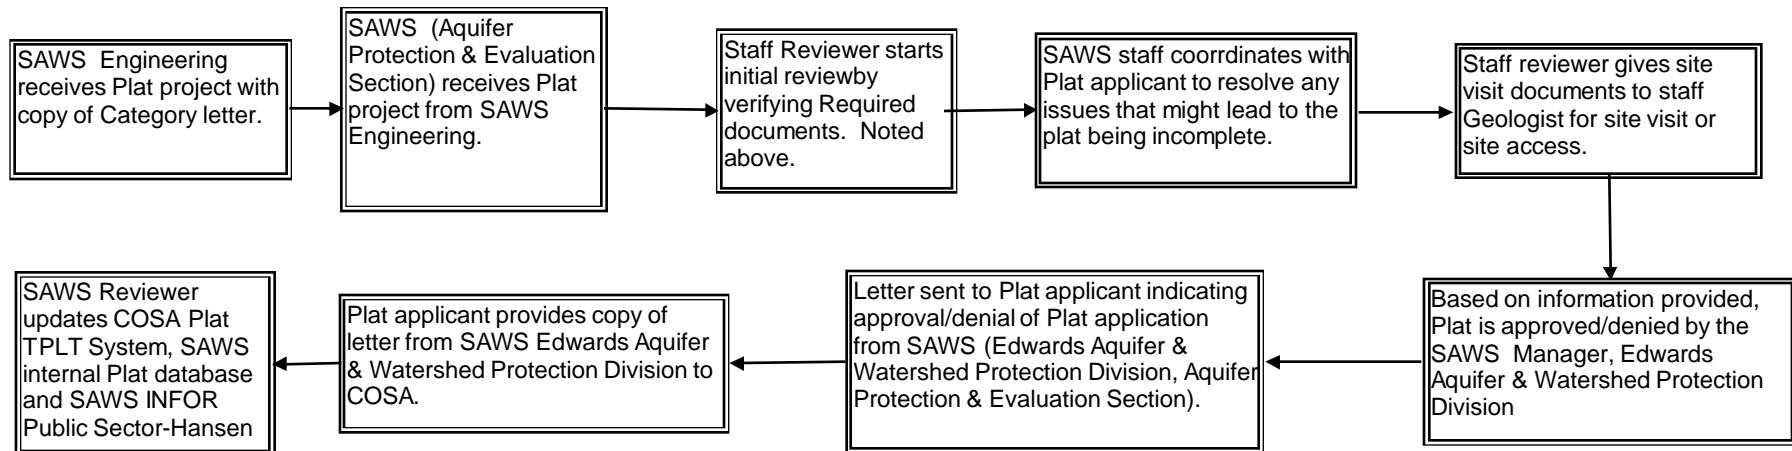 SAWS Engineering
receives Plat project with
copy of Category letter.
SAWS (Aquifer
Protection & Evaluation
Section) receives Plat
project from SAWS
Engineering.
Staff Reviewer starts
initial reviewby
verifying Required
documents. Noted
above.
SAWS staff coorrdinates with
Plat applicant to resolve any
issues that might lead to the
plat being incomplete.
Staff reviewer gives site
visit documents to staff
Geologist for site visit or
site access.
Based on information provided,
Plat is approved/denied by the
SAWS Manager, Edwards
Aquifer & Watershed Protection
Division
Letter sent to Plat applicant indicating
approval/denial of Plat application
from SAWS (Edwards Aquifer &
Watershed Protection Division, Aquifer
Protection & Evaluation Section).
Plat applicant provides copy of
letter from SAWS Edwards Aquifer
& Watershed Protection Division to
COSA.
SAWS Reviewer
updates COSA Plat
TPLT System, SAWS
internal Plat database
and SAWS INFOR
Public Sector-Hansen